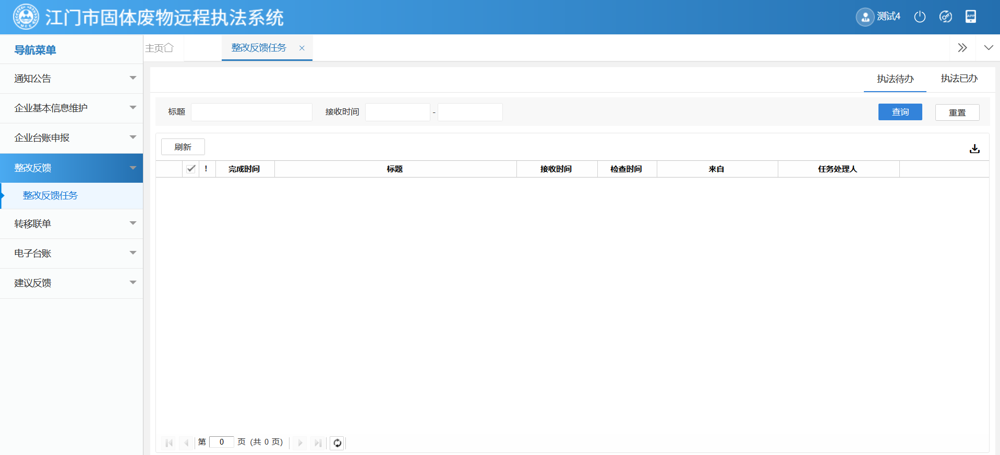 江门市固体废物远程执法系统
测试4
APP
导航菜单
主页
整改反馈任务 ×
通知公告
企业基本信息维护
企业台账申报
整改反馈
整改反馈任务
转移联单
电子台账
建议反馈
执法待办 执法已办
标题 接收时间 - 查询 重置
刷新
! 完成时间 标题 接收时间 检查时间 来自 任务处理人
第 0 页 (共 0 页)